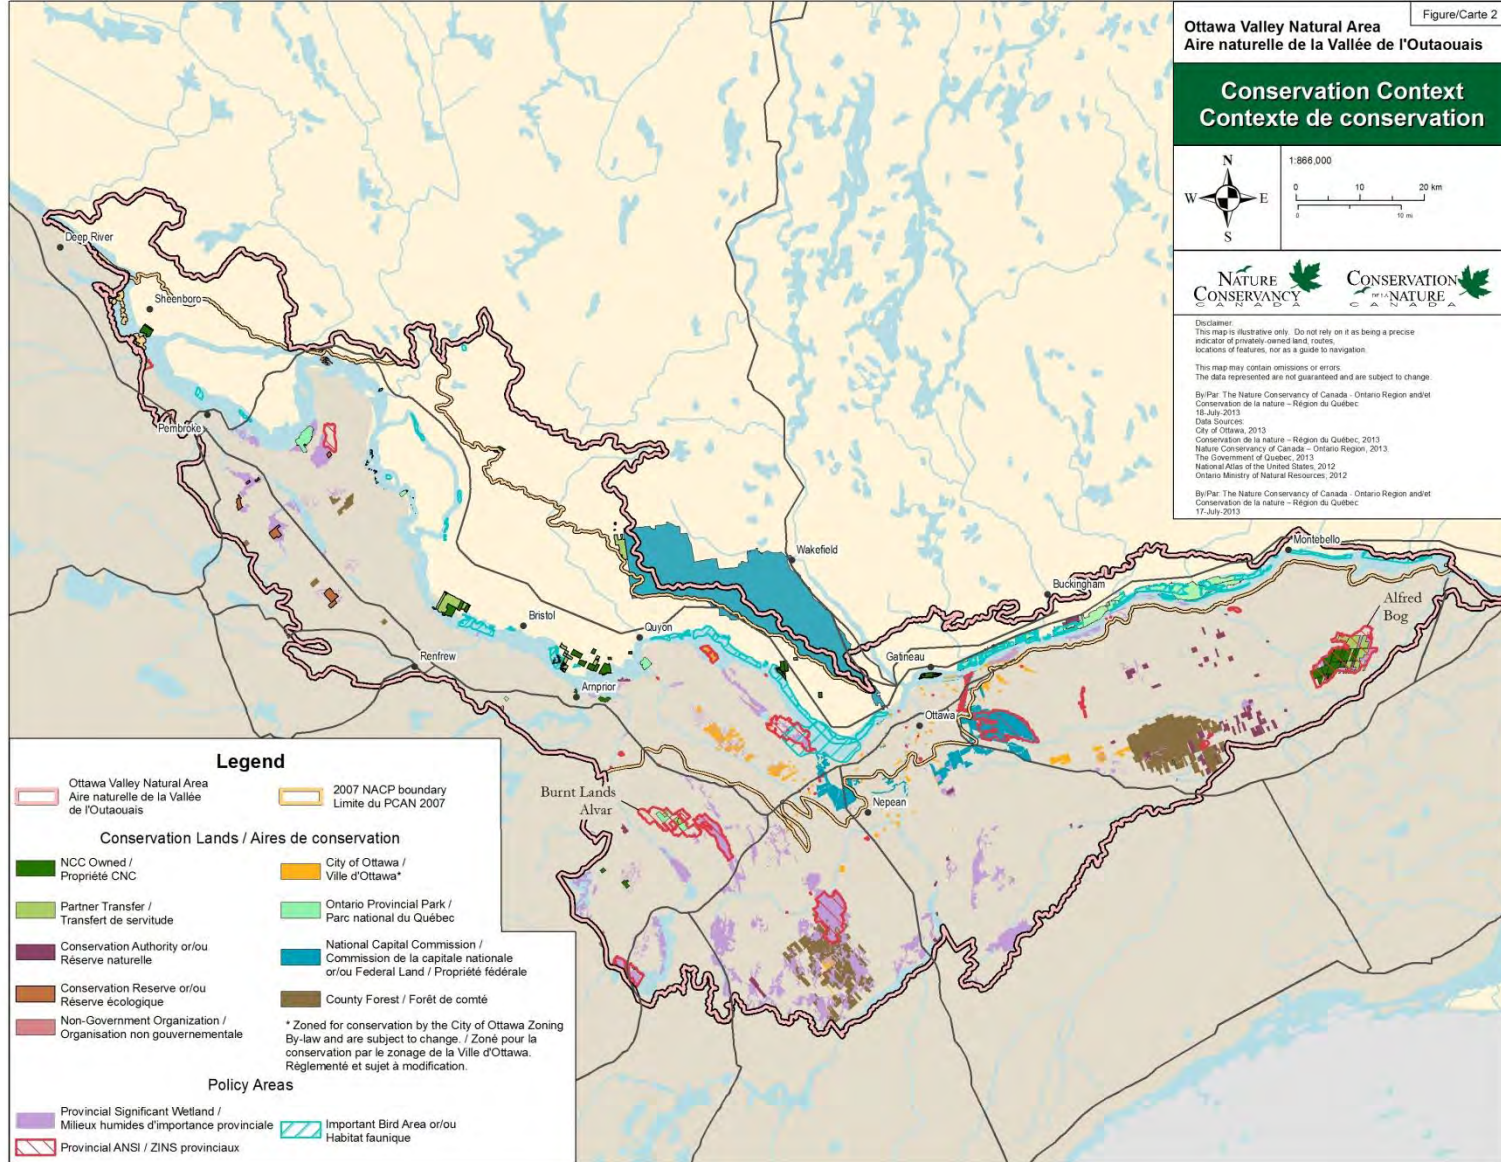 Figure/Carte 2
Ottawa Valley Natural Area
Aire naturelle de la Vallée de l'Outaouais
Conservation Context
Contexte de conservation
N
W E
S
1:866,000
0 10 20 km
0 10 mi
NATURE
CONSERVANCY
CANADA
CONSERVATION
DE LA NATURE
CANADA
Disclaimer:
This map is illustrative only. Do not rely on it as being a precise
indicator of privately-owned land, routes,
locations of features, nor as a guide to navigation.
This map may contain omissions or errors.
The data represented are not guaranteed and are subject to change.
By/Par: The Nature Conservancy of Canada - Ontario Region and/et
Conservation de la nature – Région du Québec
18-July-2013
Data Sources:
City of Ottawa, 2013
Conservation de la nature – Région du Québec, 2013
Nature Conservancy of Canada – Ontario Region, 2013
The Government of Quebec, 2013
National Atlas of the United States, 2012
Ontario Ministry of Natural Resources, 2012
By/Par: The Nature Conservancy of Canada - Ontario Region and/et
Conservation de la nature – Région du Québec
17-July-2013
Deep River
Sheenboro
Pembroke
Wakefield
Montebello
Buckingham
Alfred
Bog
Bristol
Quyon
Renfrew
Gatineau
Arnprior
Ottawa
Burnt Lands
Alvar
Nepean
Legend
Ottawa Valley Natural Area
Aire naturelle de la Vallée
de l'Outaouais
2007 NACP boundary
Limite du PCAN 2007
Conservation Lands / Aires de conservation
NCC Owned /
Propriété CNC
City of Ottawa /
Ville d'Ottawa*
Partner Transfer /
Transfert de servitude
Ontario Provincial Park /
Parc national du Québec
Conservation Authority or/ou
Réserve naturelle
National Capital Commission /
Commission de la capitale nationale
or/ou Federal Land / Propriété fédérale
Conservation Reserve or/ou
Réserve écologique
County Forest / Forêt de comté
Non-Government Organization /
Organisation non gouvernementale
* Zoned for conservation by the City of Ottawa Zoning
By-law and are subject to change. / Zoné pour la
conservation par le zonage de la Ville d'Ottawa.
Règlementé et sujet à modification.
Policy Areas
Provincial Significant Wetland /
Milieux humides d'importance provinciale
Important Bird Area or/ou
Habitat faunique
Provincial ANSI / ZINS provinciaux